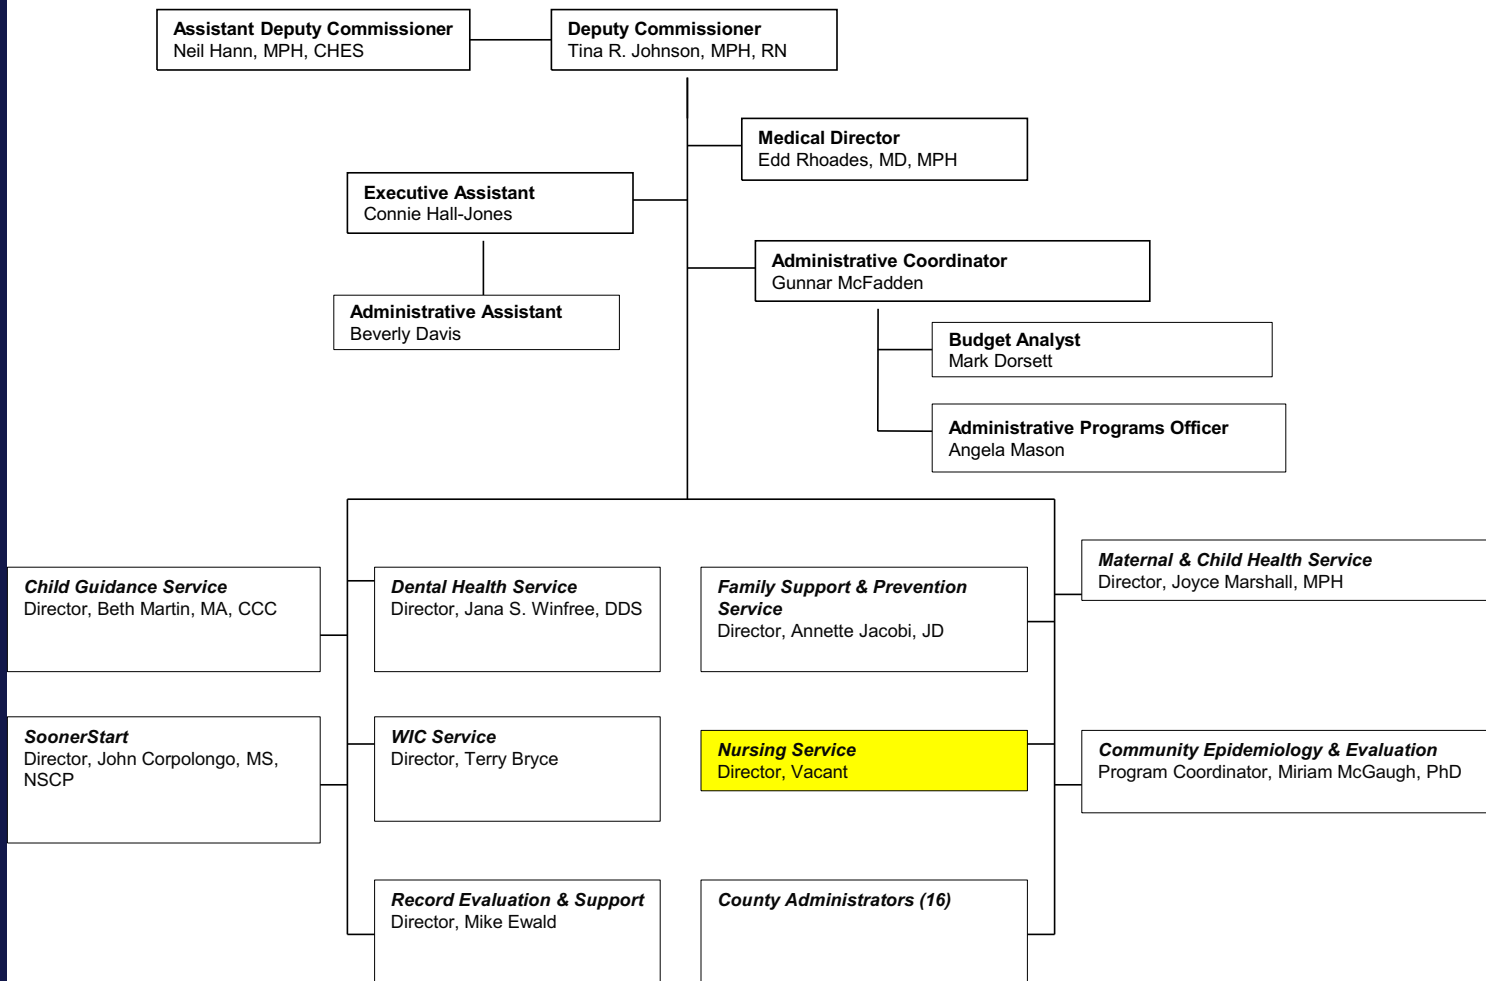 Assistant Deputy Commissioner
Neil Hann, MPH, CHES
Deputy Commissioner
Tina R. Johnson, MPH, RN
Medical Director
Edd Rhoades, MD, MPH
Executive Assistant
Connie Hall-Jones
Administrative Coordinator
Gunnar McFadden
Administrative Assistant
Beverly Davis
Budget Analyst
Mark Dorsett
Administrative Programs Officer
Angela Mason
Child Guidance Service
Director, Beth Martin, MA, CCC
Dental Health Service
Director, Jana S. Winfree, DDS
Family Support & Prevention
Service
Director, Annette Jacobi, JD
Maternal & Child Health Service
Director, Joyce Marshall, MPH
SoonerStart
Director, John Corpolongo, MS,
NSCP
WIC Service
Director, Terry Bryce
Nursing Service
Director, Vacant
Community Epidemiology & Evaluation
Program Coordinator, Miriam McGaugh, PhD
Record Evaluation & Support
Director, Mike Ewald
County Administrators (16)